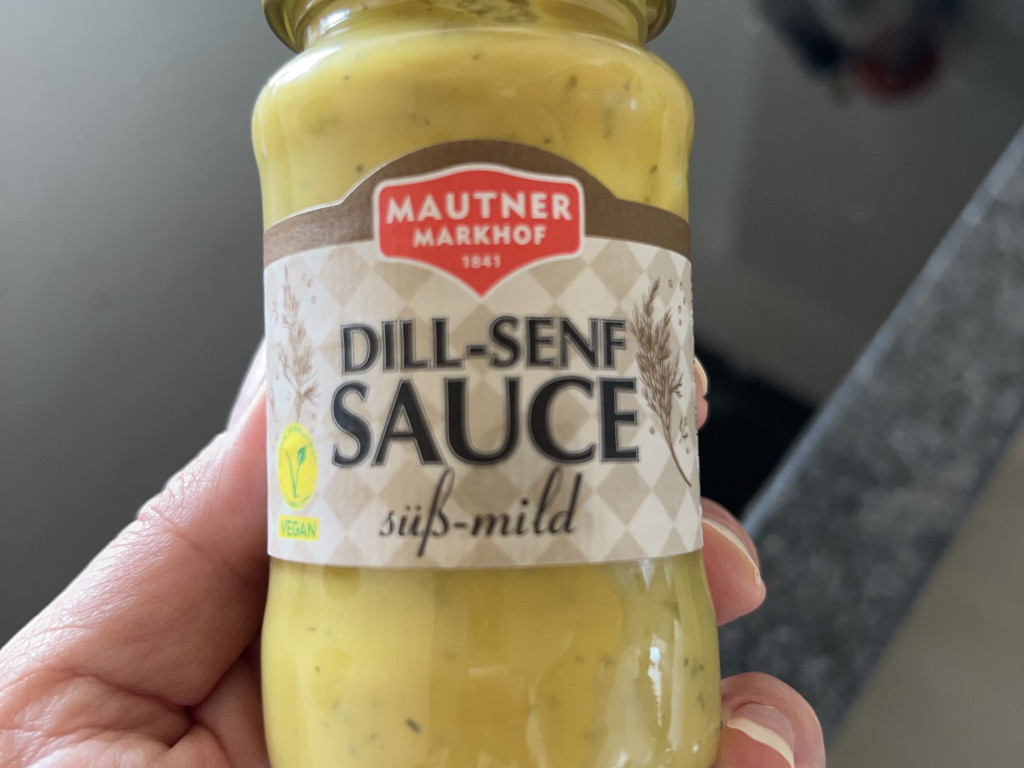 MAUTNER
MARKHOF
1841
DILL-SENF
SAUCE
süß-mild
VEGAN